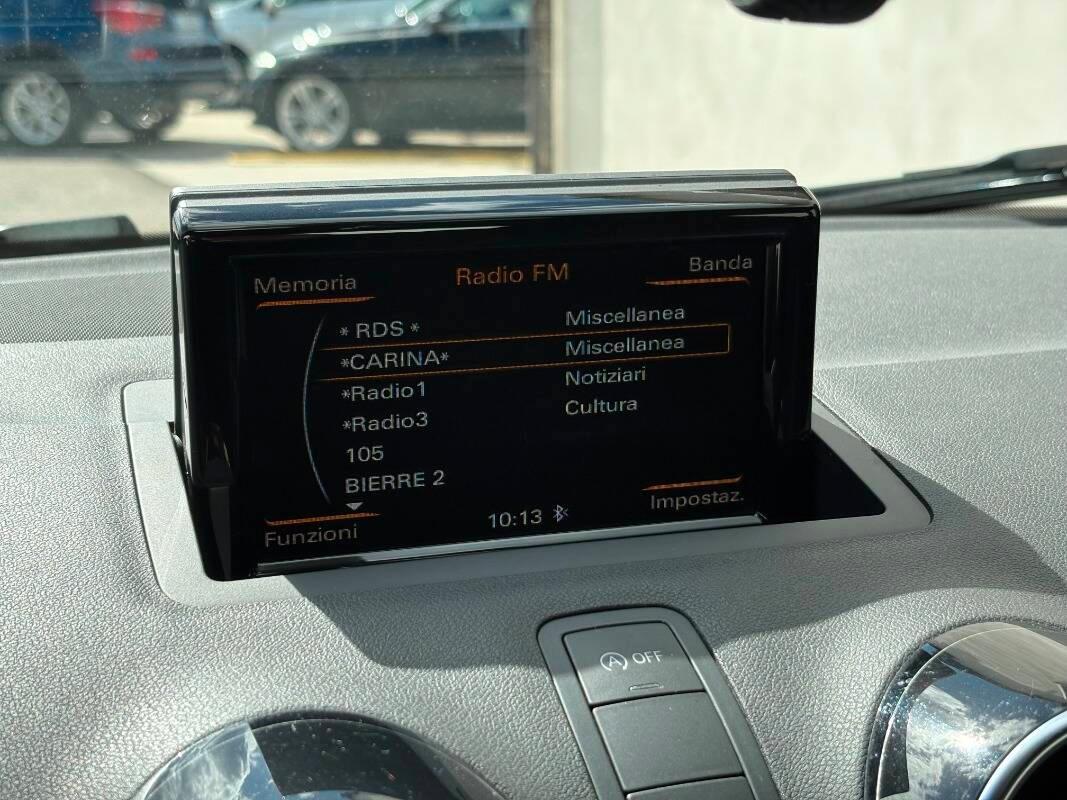 Memoria Radio FM Banda
* RDS * Miscellanea
*CARINA* Miscellanea
*Radio1 Notiziari
*Radio3 Cultura
105
BIERRE 2
Funzioni 10:13 Impostaz.
A OFF